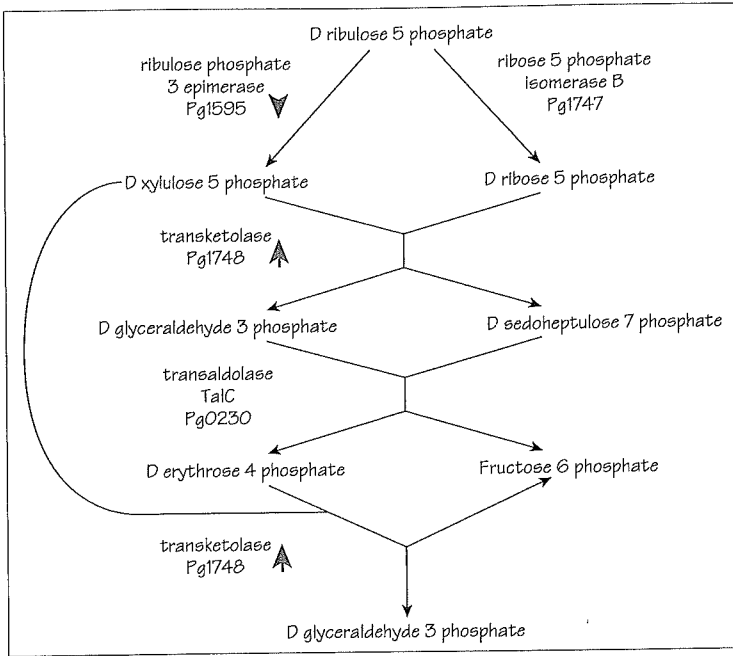 D ribulose 5 phosphate
ribulose phosphate
3 epimerase
Pg1595
ribose 5 phosphate
isomerase B
Pg1747
D xylulose 5 phosphate
D ribose 5 phosphate
transketolase
Pg1748
D glyceraldehyde 3 phosphate
D sedoheptulose 7 phosphate
transaldolase
TalC
Pg0230
D erythrose 4 phosphate
Fructose 6 phosphate
transketolase
Pg1748
D glyceraldehyde 3 phosphate